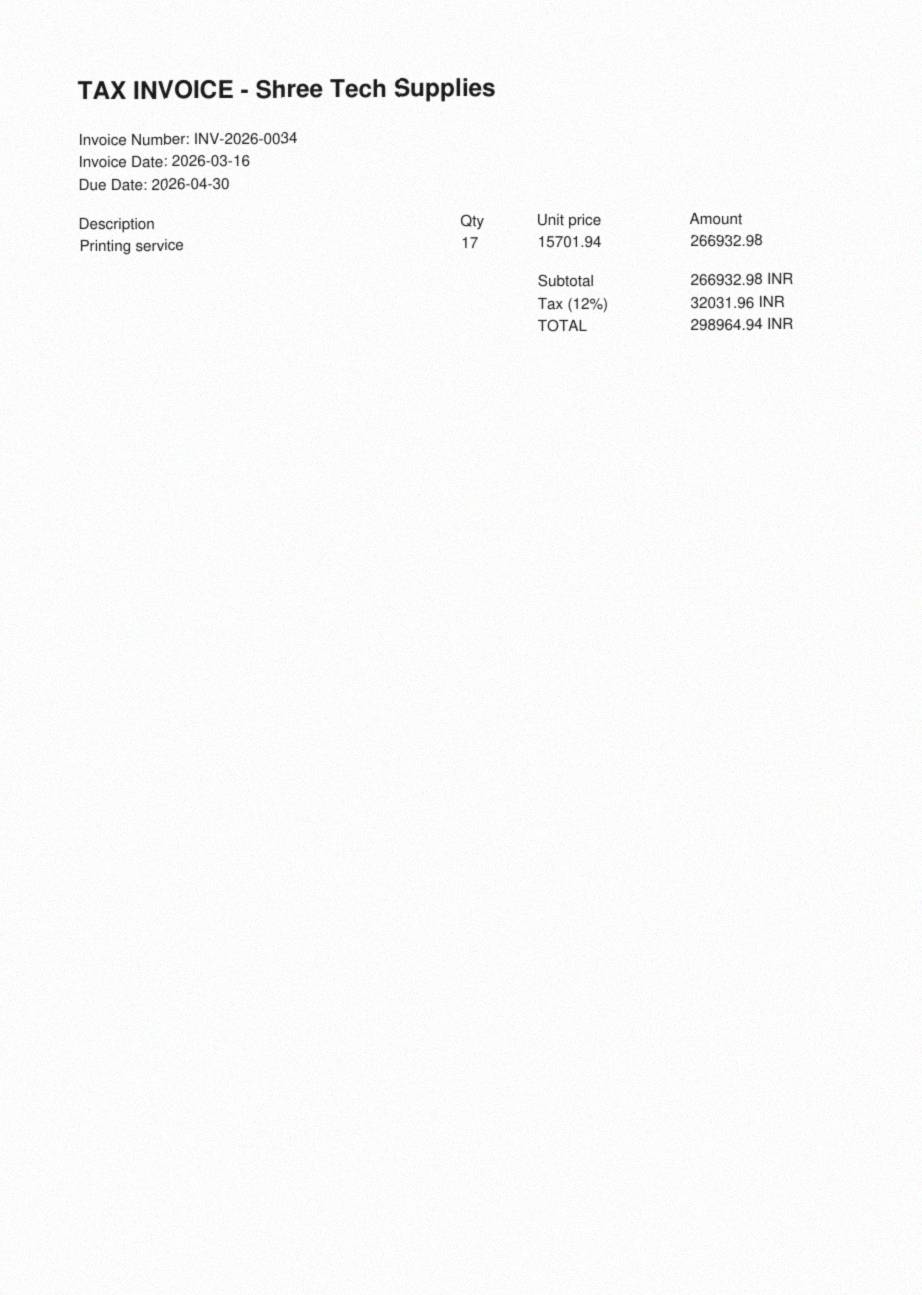 TAX INVOICE - Shree Tech Supplies
Invoice Number: INV-2026-0034
Invoice Date: 2026-03-16
Due Date: 2026-04-30
Description Qty Unit price Amount
Printing service 17 15701.94 266932.98
Subtotal 266932.98 INR
Tax (12%) 32031.96 INR
TOTAL 298964.94 INR